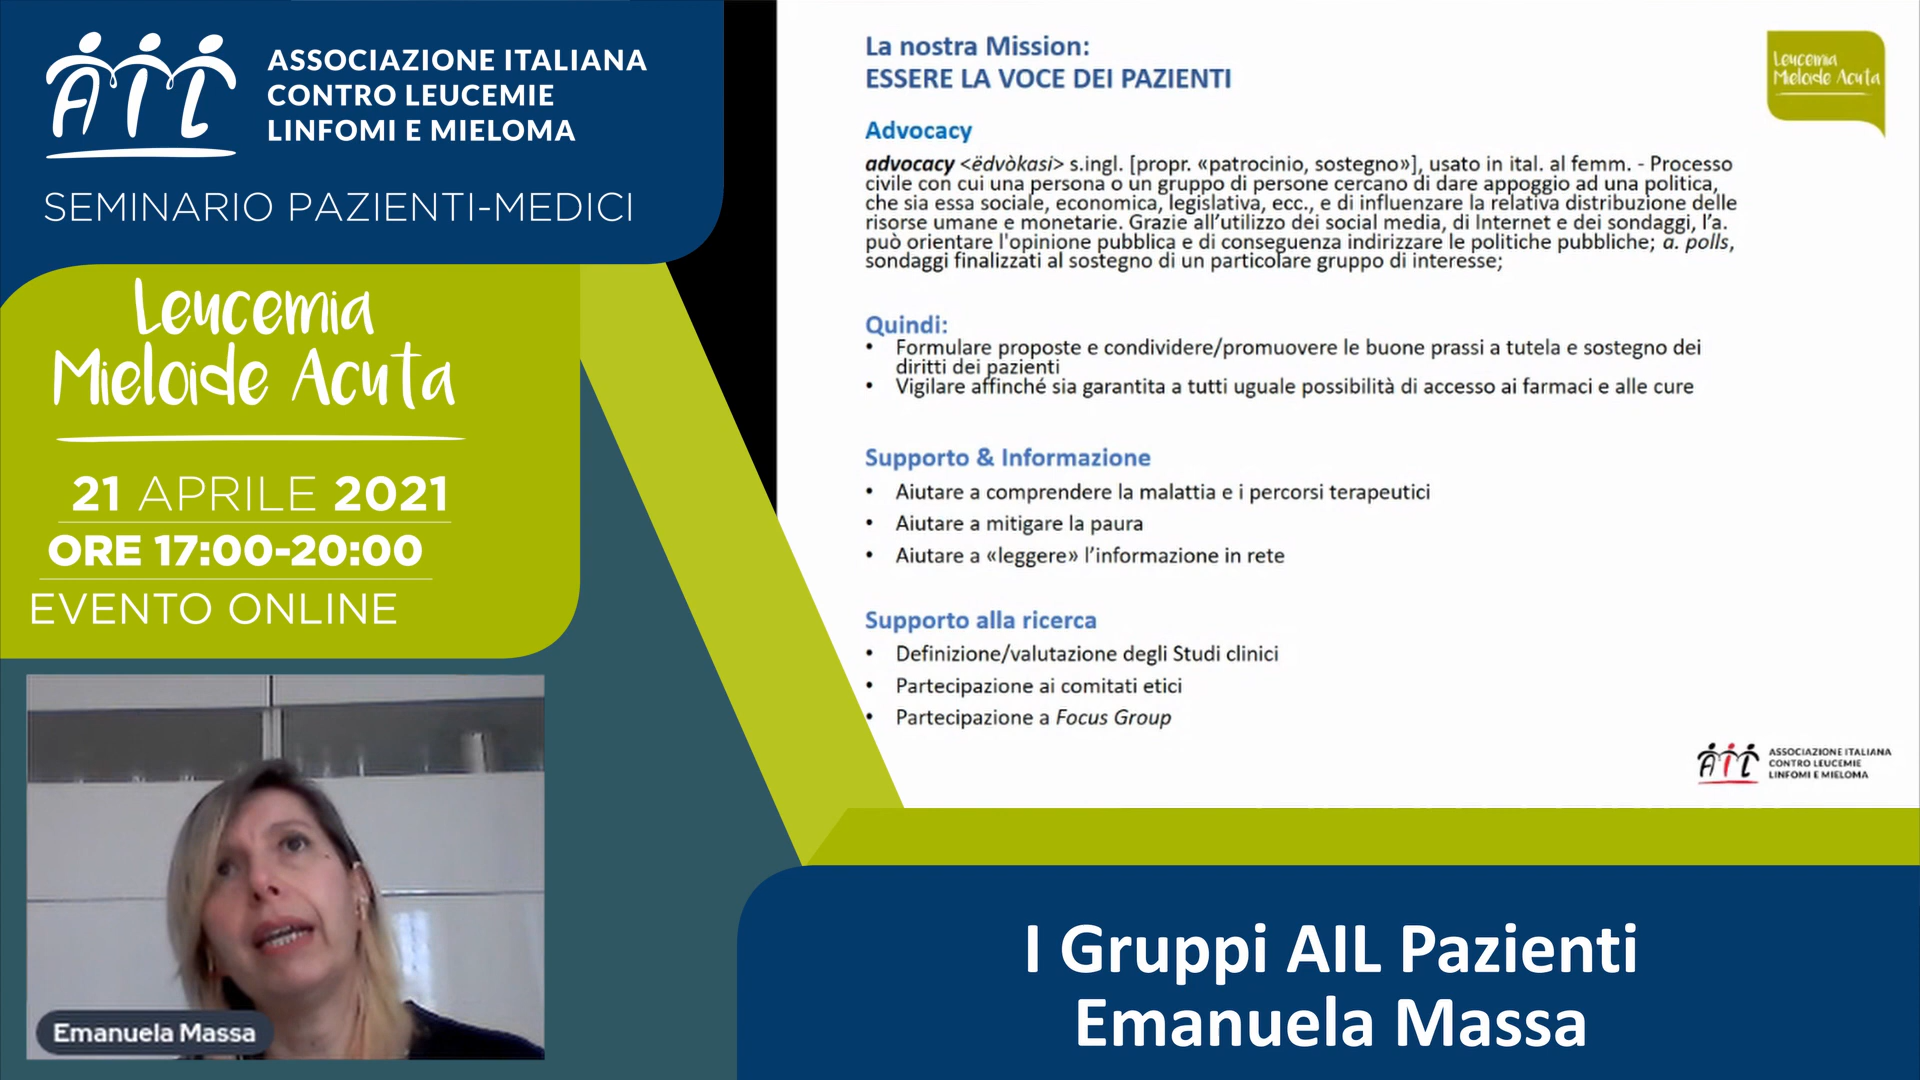 AIL
ASSOCIAZIONE ITALIANA
CONTRO LEUCEMIE
LINFOMI E MIELOMA
SEMINARIO PAZIENTI-MEDICI
Leucemia
Mieloide Acuta
21 APRILE 2021
ORE 17:00-20:00
EVENTO ONLINE
Emanuela Massa
La nostra Mission:
ESSERE LA VOCE DEI PAZIENTI
Leucemia
Mieloide Acuta
Advocacy
advocacy <ëdvòkasi> s.ingl. [propr. «patrocinio, sostegno»], usato in ital. al femm. - Processo
civile con cui una persona o un gruppo di persone cercano di dare appoggio ad una politica,
che sia essa sociale, economica, legislativa, ecc., e di influenzare la relativa distribuzione delle
risorse umane e monetarie. Grazie all’utilizzo dei social media, di Internet e dei sondaggi, l’a.
può orientare l'opinione pubblica e di conseguenza indirizzare le politiche pubbliche; a. polls,
sondaggi finalizzati al sostegno di un particolare gruppo di interesse;
Quindi:
• Formulare proposte e condividere/promuovere le buone prassi a tutela e sostegno dei
diritti dei pazienti
• Vigilare affinché sia garantita a tutti uguale possibilità di accesso ai farmaci e alle cure
Supporto & Informazione
• Aiutare a comprendere la malattia e i percorsi terapeutici
• Aiutare a mitigare la paura
• Aiutare a «leggere» l’informazione in rete
Supporto alla ricerca
• Definizione/valutazione degli Studi clinici
• Partecipazione ai comitati etici
• Partecipazione a Focus Group
AIL
ASSOCIAZIONE ITALIANA
CONTRO LEUCEMIE
LINFOMI E MIELOMA
I Gruppi AIL Pazienti
Emanuela Massa